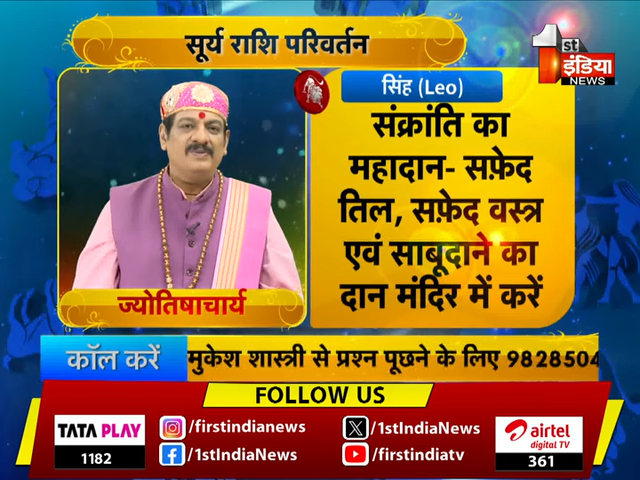 सूर्य राशि परिवर्तन
1st
इंडिया
NEWS
सिंह (Leo)
संक्रांति का
महादान- सफ़ेद
तिल, सफ़ेद वस्त्र
एवं साबूदाने का
दान मंदिर में करें
ज्योतिषाचार्य
कॉल करें
मुकेश शास्त्री से प्रश्न पूछने के लिए 9828504
FOLLOW US
TATA PLAY
1182
/firstindianews
/1stIndiaNews
/1stIndiaNews
/firstindiatv
airtel
digital TV
361